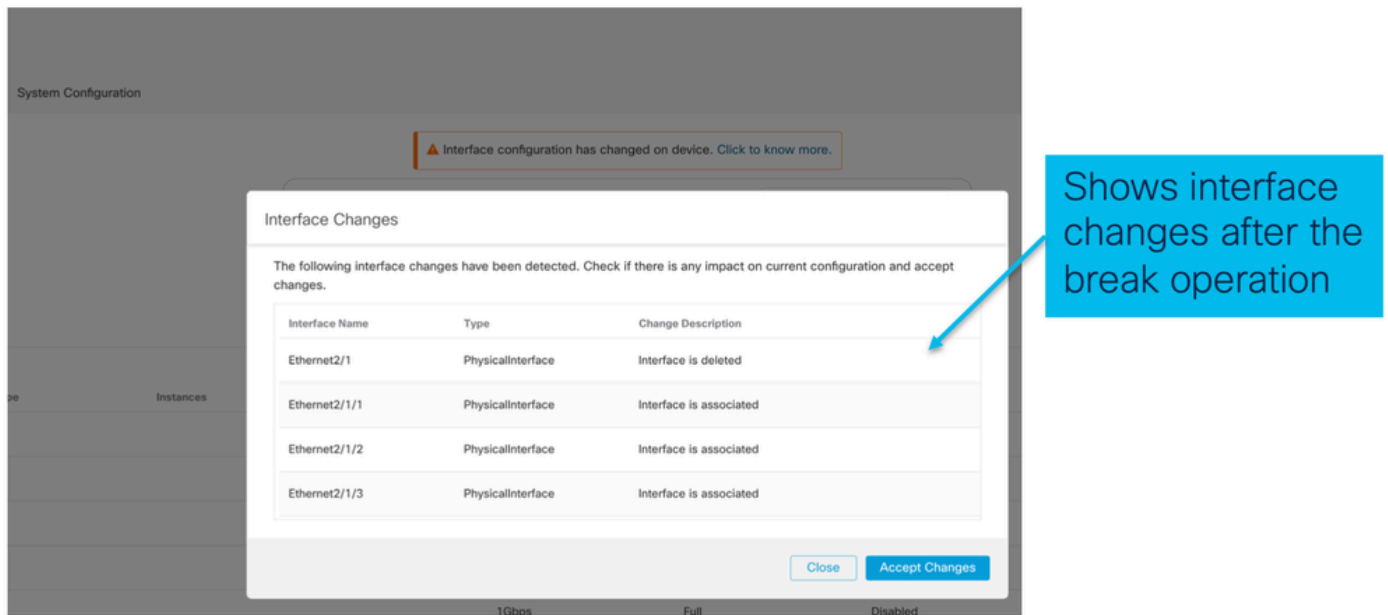 System Configuration
Interface configuration has changed on device. Click to know more.
Interface Changes
The following interface changes have been detected. Check if there is any impact on current configuration and accept
changes.
Interface Name Type Change Description
Ethernet2/1 PhysicalInterface Interface is deleted
Ethernet2/1/1 PhysicalInterface Interface is associated
Ethernet2/1/2 PhysicalInterface Interface is associated
Ethernet2/1/3 PhysicalInterface Interface is associated
Close Accept Changes
Instances
1Gbps Full Disabled
Shows interface
changes after the
break operation